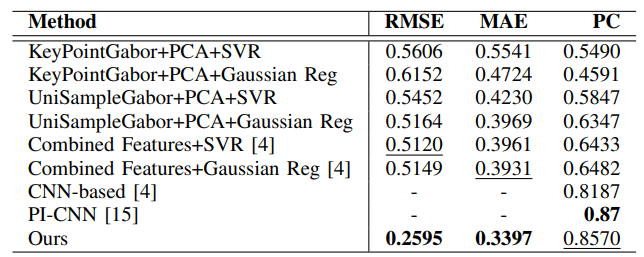 Method RMSE MAE PC
KeyPointGabor+PCA+SVR 0.5606 0.5541 0.5490
KeyPointGabor+PCA+Gaussian Reg 0.6152 0.4724 0.4591
UniSampleGabor+PCA+SVR 0.5452 0.4230 0.5847
UniSampleGabor+PCA+Gaussian Reg 0.5164 0.3969 0.6347
Combined Features+SVR [4] 0.5120 0.3961 0.6433
Combined Features+Gaussian Reg [4] 0.5149 0.3931 0.6482
CNN-based [4] - - 0.8187
PI-CNN [15] - - 0.87
Ours 0.2595 0.3397 0.8570